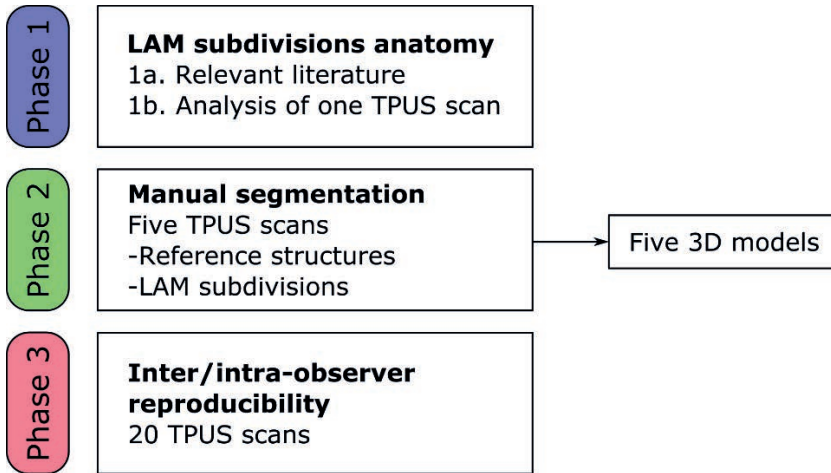 Phase 1
LAM subdivisions anatomy
1a. Relevant literature
1b. Analysis of one TPUS scan
Phase 2
Manual segmentation
Five TPUS scans
-Reference structures
-LAM subdivisions
Five 3D models
Phase 3
Inter/intra-observer
reproducibility
20 TPUS scans